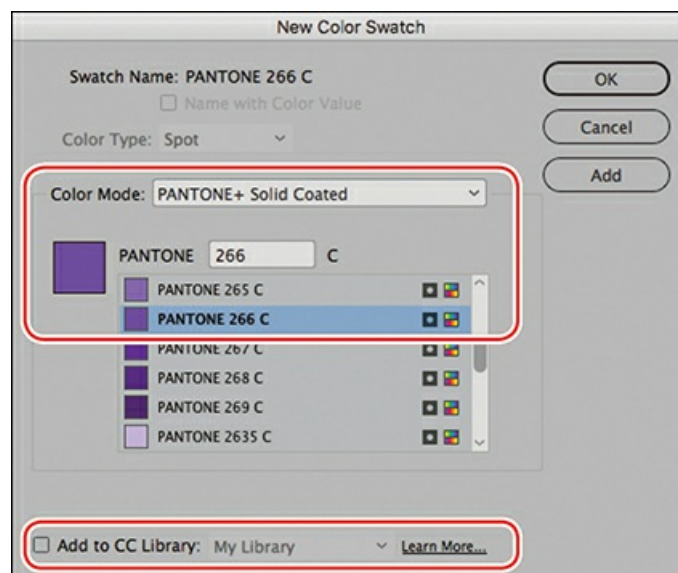 New Color Swatch
Swatch Name: PANTONE 266 C
Name with Color Value
Color Type: Spot
OK
Cancel
Add
Color Mode: PANTONE+ Solid Coated
PANTONE 266 C
PANTONE 265 C
PANTONE 266 C
PANTONE 267 C
PANTONE 268 C
PANTONE 269 C
PANTONE 2635 C
Add to CC Library: My Library Learn More...